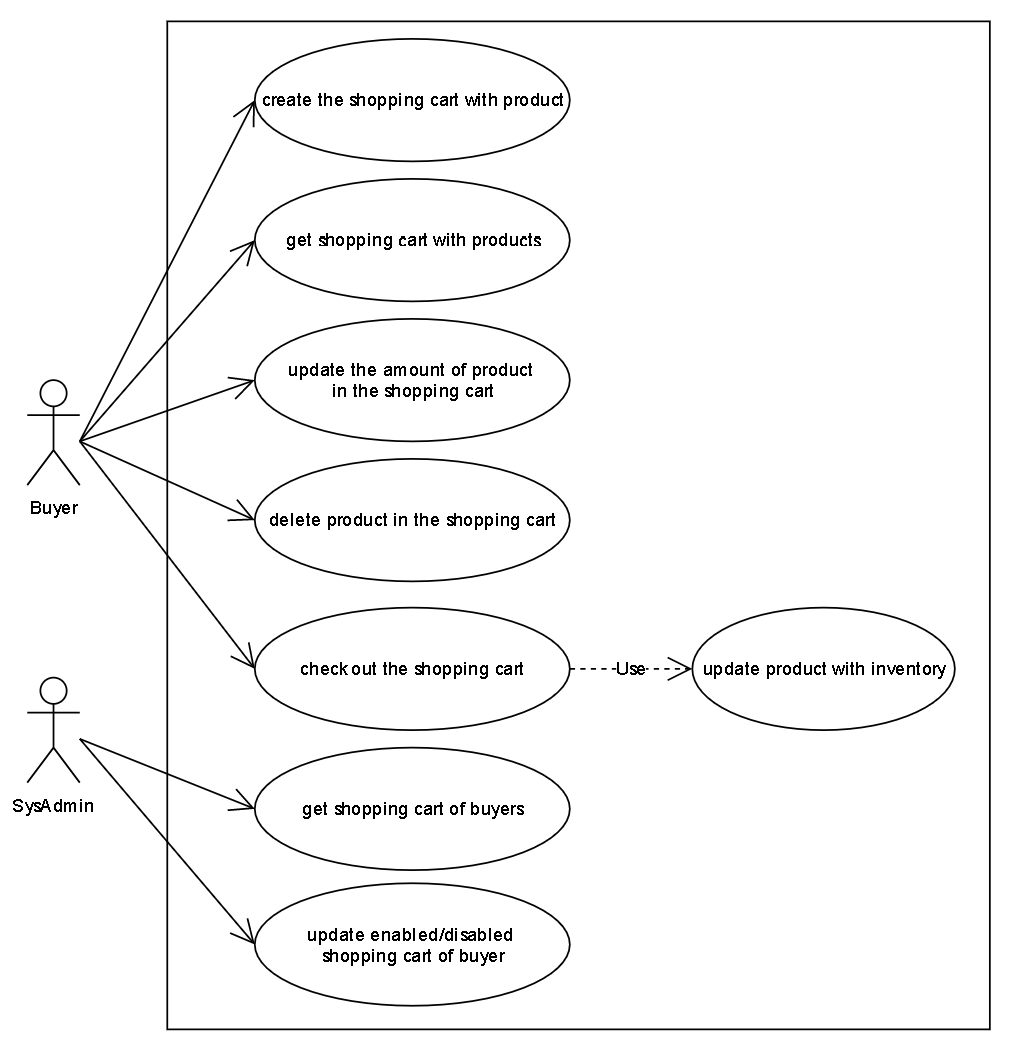 create the shopping cart with product
get shopping cart with products
update the amount of product
in the shopping cart
Buyer
delete product in the shopping cart
check out the shopping cart
Use
update product with inventory
SysAdmin
get shopping cart of buyers
update enabled/disabled
shopping cart of buyer